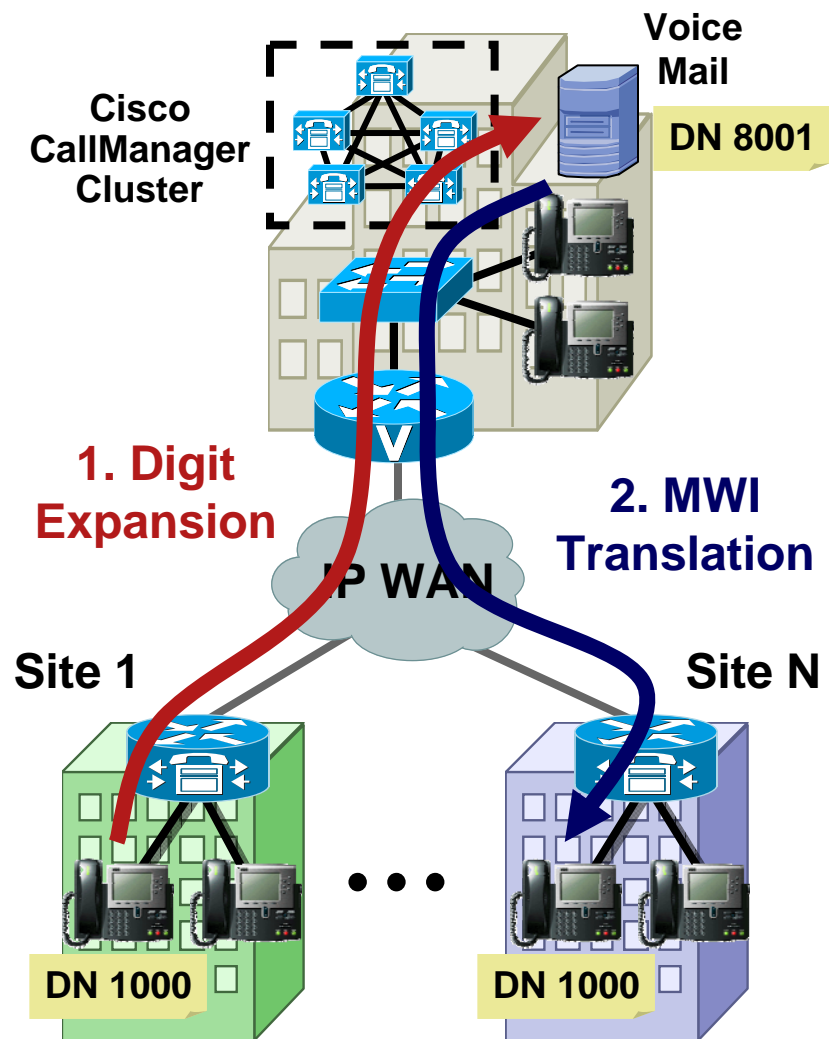 Voice
Mail
Cisco
CallManager
Cluster
DN 8001
V
1. Digit
Expansion
2. MWI
Translation
IP WAN
Site 1
Site N
DN 1000
DN 1000